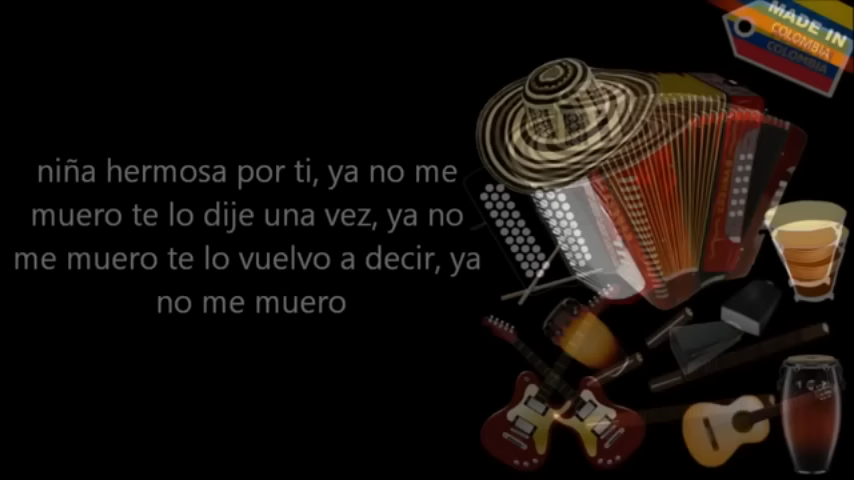 MADE IN
COLOMBIA
COLOMBIA
niña hermosa por ti, ya no me
muero te lo dije una vez, ya no
me muero te lo vuelvo a decir, ya
no me muero